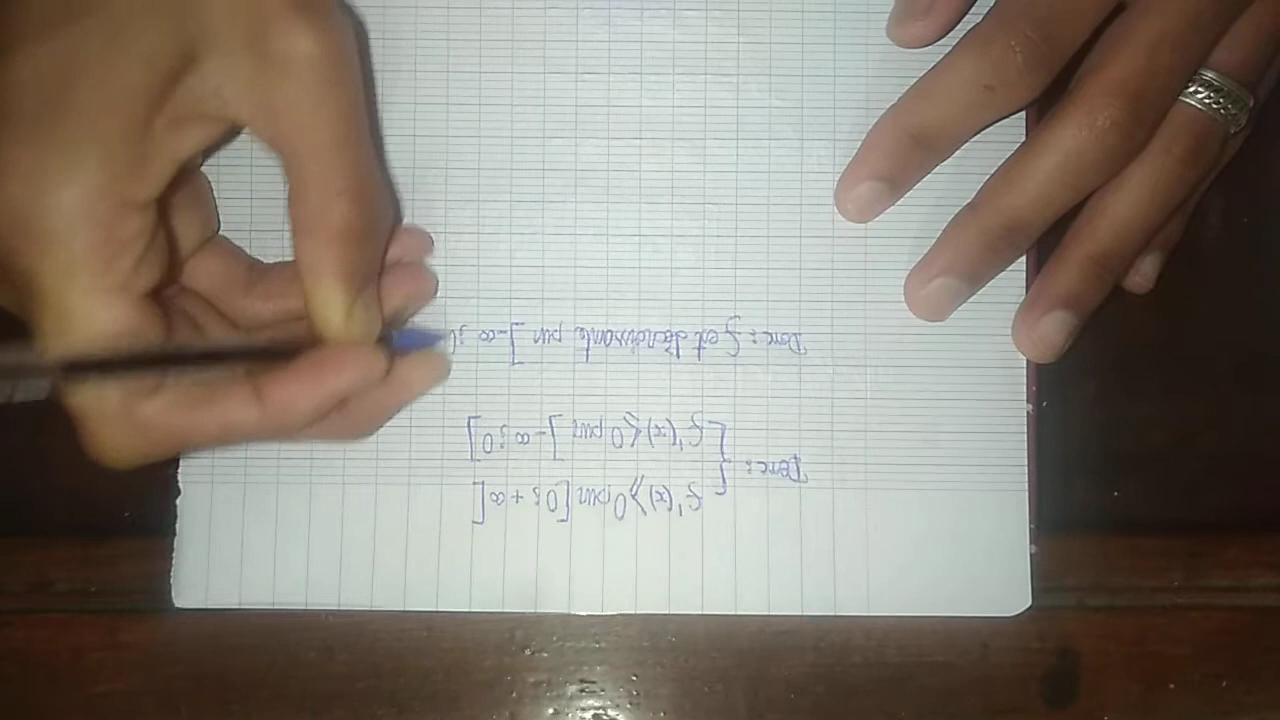 f'(x) ⩾ 0 sur [0 ; + ∞ [
Donc :
f'(x) ⩽ 0 sur ] - ∞ ; 0]
Donc : f est décroissante sur ] - ∞ ;